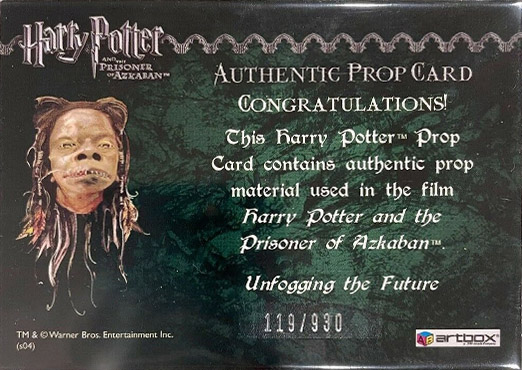 Harry Potter
AND THE
PRISONER
OF AZKABAN™
AUTHENTIC PROP CARD
CONGRATULATIONS!
This Harry Potter™ Prop
Card contains authentic prop
material used in the film
Harry Potter and the
Prisoner of Azkaban™.
Unfogging the Future
119/930
TM & © Warner Bros. Entertainment Inc.
(s04)
AB artbox®